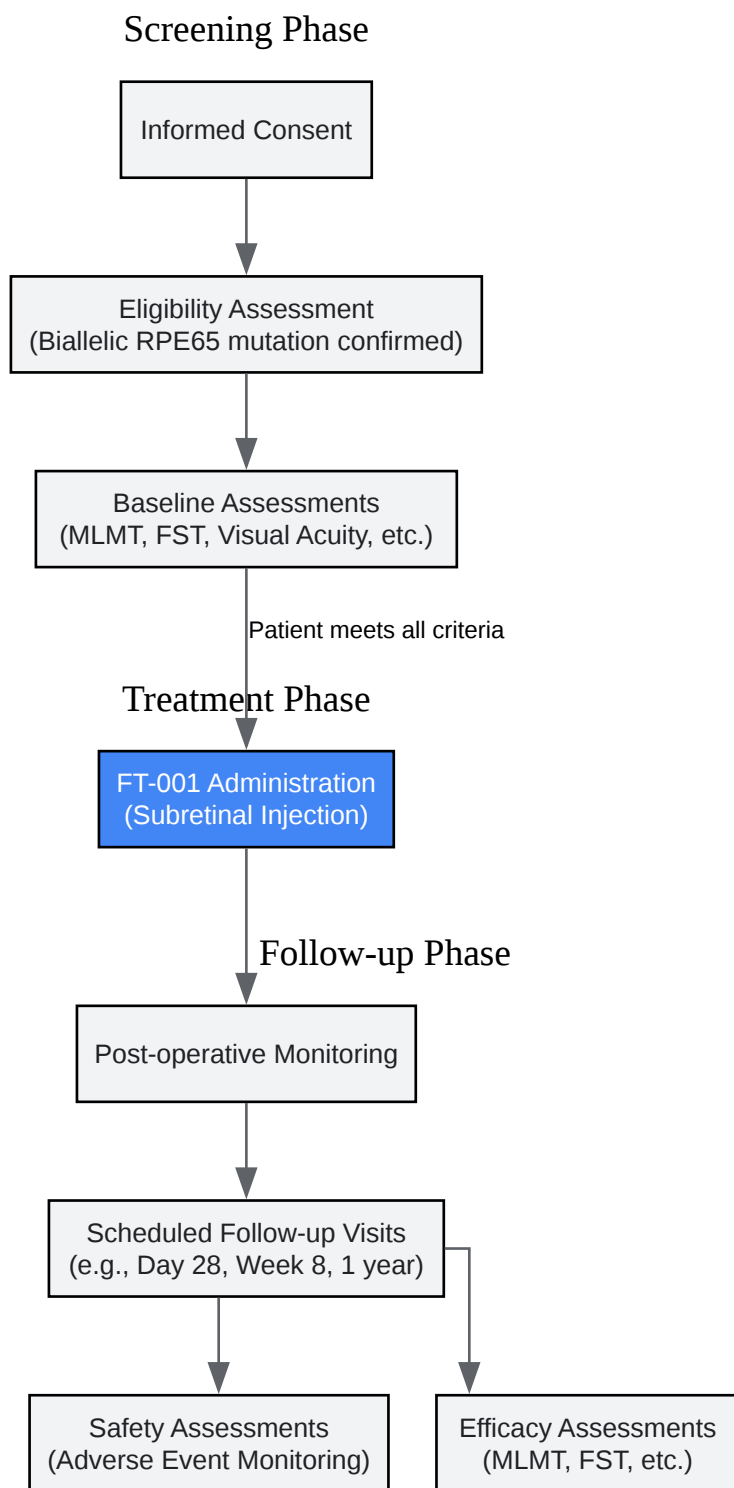 Screening Phase
Informed Consent
Eligibility Assessment
(Biallelic RPE65 mutation confirmed)
Baseline Assessments
(MLMT, FST, Visual Acuity, etc.)
Patient meets all criteria
Treatment Phase
FT-001 Administration
(Subretinal Injection)
Follow-up Phase
Post-operative Monitoring
Scheduled Follow-up Visits
(e.g., Day 28, Week 8, 1 year)
Safety Assessments
(Adverse Event Monitoring)
Efficacy Assessments
(MLMT, FST, etc.)